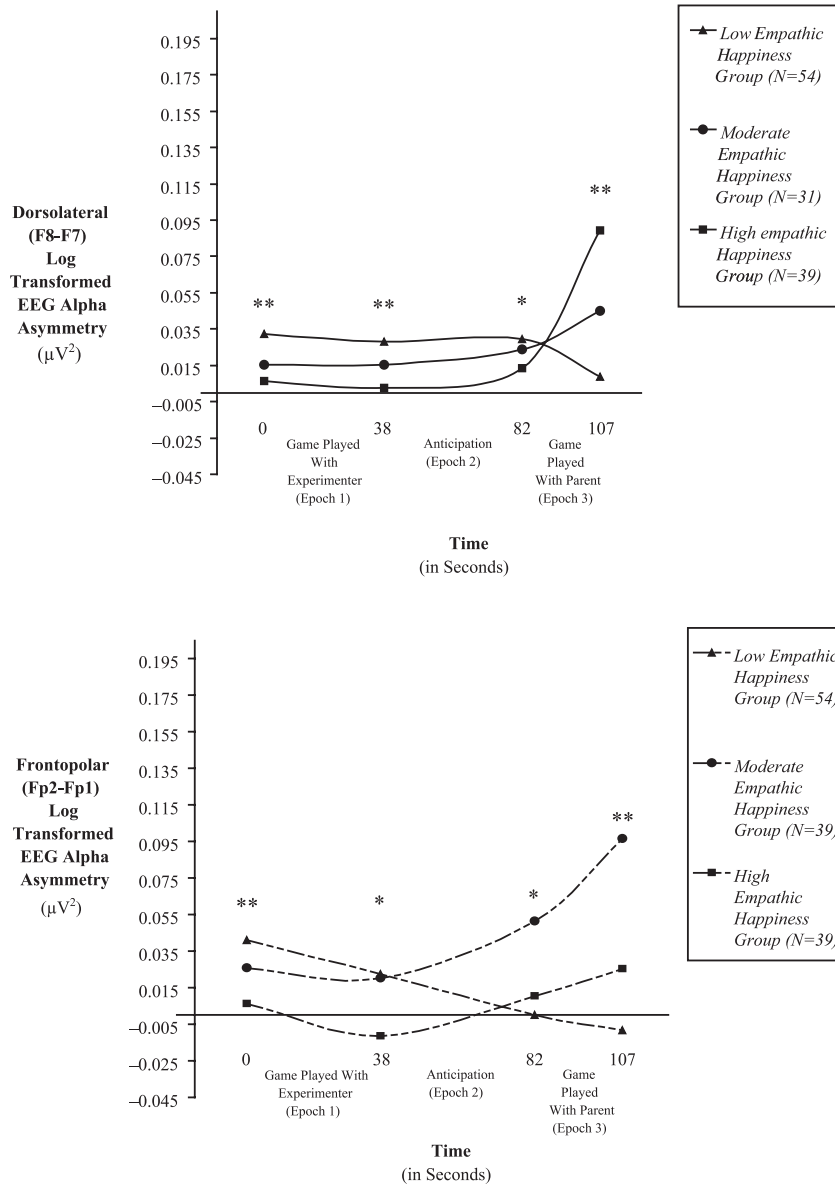 0.195
0.175
0.155
0.135
0.115
0.095
0.075
0.055
0.035
0.015
−0.005
−0.025
−0.045
Dorsolateral
(F8-F7)
Log
Transformed
EEG Alpha
Asymmetry
(µV²)
**
**
*
**
0
38
82
107
Game Played
With
Experimenter
(Epoch 1)
Anticipation
(Epoch 2)
Game
Played
With Parent
(Epoch 3)
Time
(in Seconds)
Low Empathic
Happiness
Group (N=54)
Moderate
Empathic
Happiness
Group (N=31)
High empathic
Happiness
Group (N=39)
0.195
0.175
0.155
0.135
0.115
0.095
0.075
0.055
0.035
0.015
−0.005
−0.025
−0.045
Frontopolar
(Fp2-Fp1)
Log
Transformed
EEG Alpha
Asymmetry
(µV²)
**
*
*
**
0
38
82
107
Game Played With
Experimenter
(Epoch 1)
Anticipation
(Epoch 2)
Game
Played
With Parent
(Epoch 3)
Time
(in Seconds)
Low Empathic
Happiness
Group (N=54)
Moderate
Empathic
Happiness
Group (N=39)
High
Empathic
Happiness
Group (N=39)